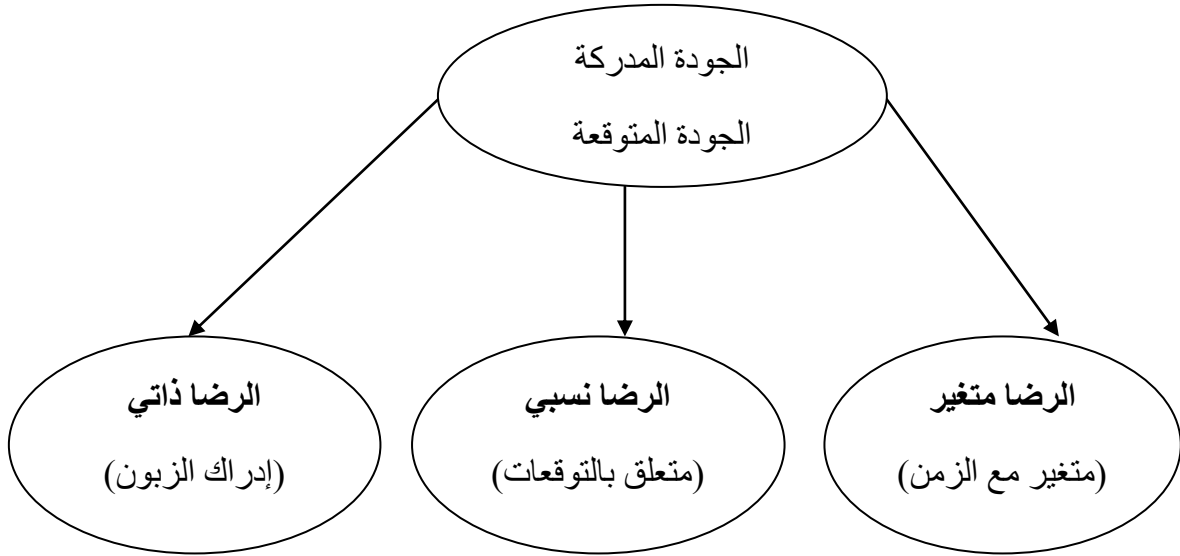 الجودة المدركة
الجودة المتوقعة
الرضا متغير
(متغير مع الزمن)
الرضا نسبي
(متعلق بالتوقعات)
الرضا ذاتي
(إدراك الزبون)